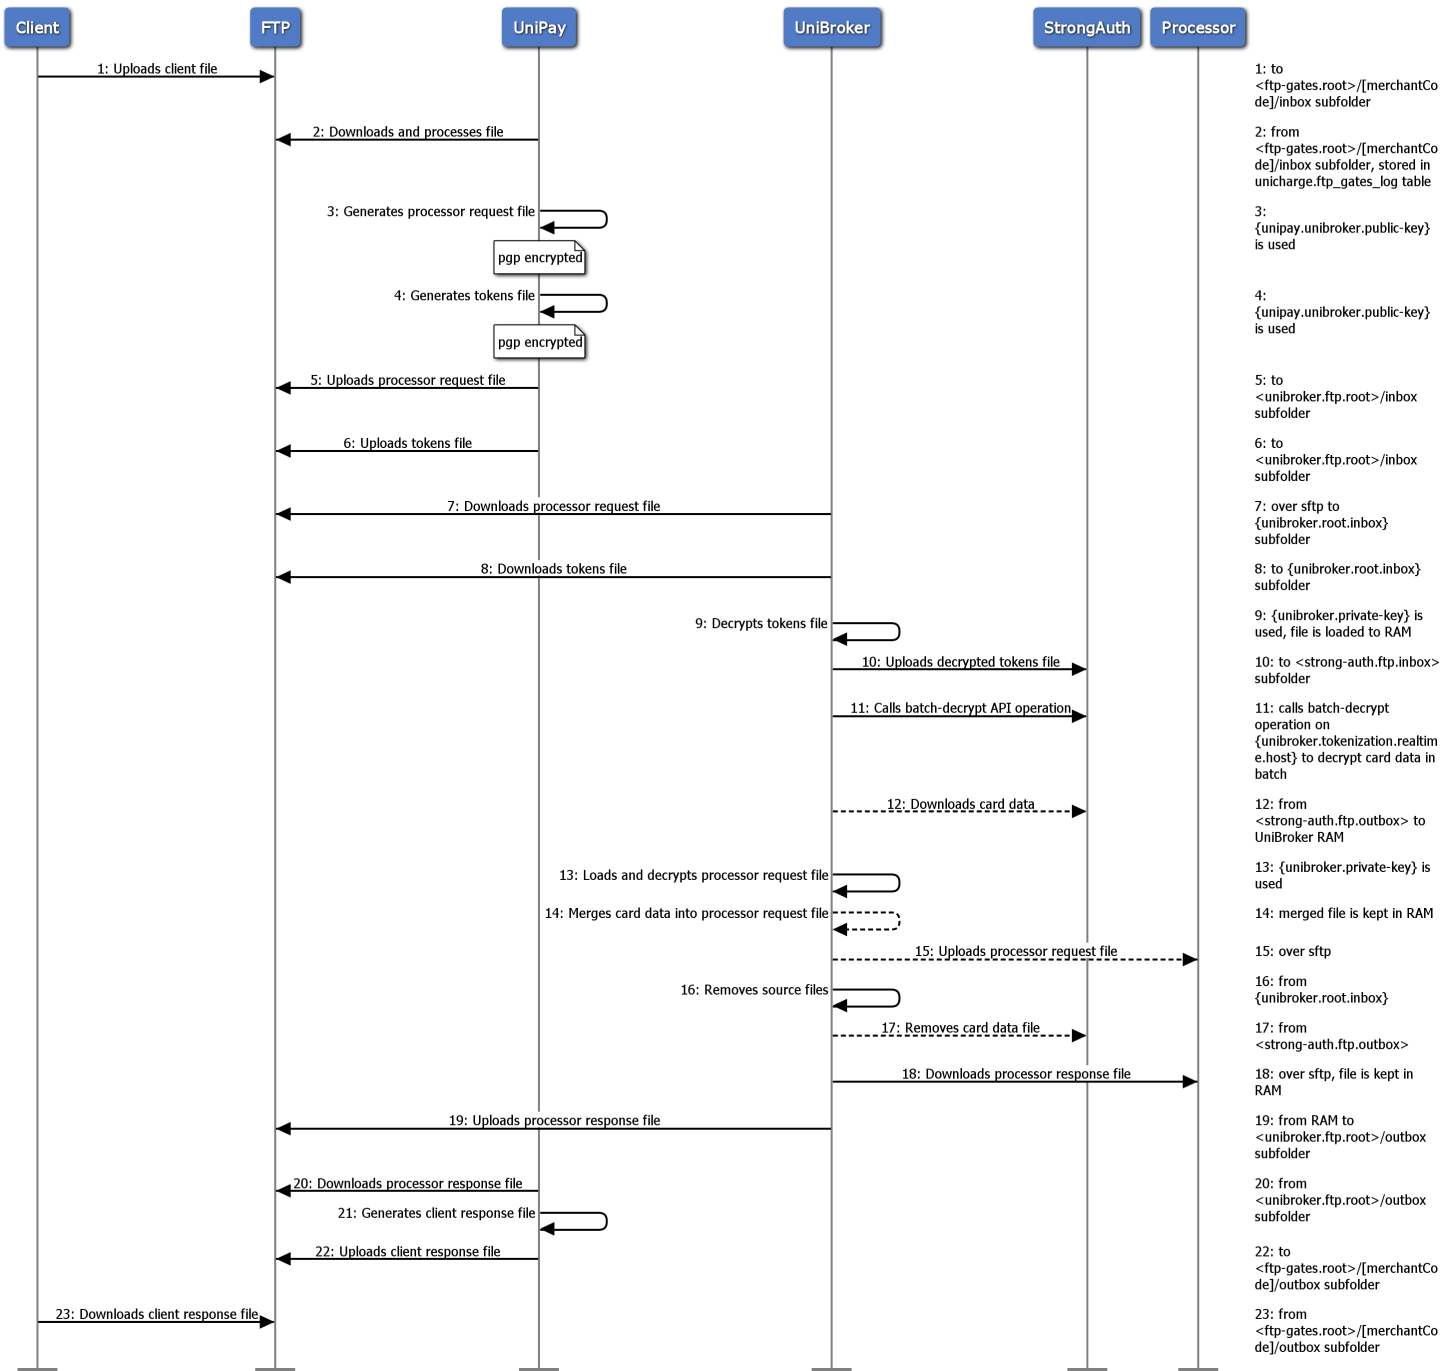 Client
FTP
UniPay
UniBroker
StrongAuth
Processor
1: Uploads client file
1: to
<ftp-gates.root>/[merchantCo
de]/inbox subfolder
2: Downloads and processes file
2: from
<ftp-gates.root>/[merchantCo
de]/inbox subfolder, stored in
unicharge.ftp_gates_log table
3: Generates processor request file
3:
{unipay.unibroker.public-key}
is used
pgp encrypted
4: Generates tokens file
4:
{unipay.unibroker.public-key}
is used
pgp encrypted
5: Uploads processor request file
5: to
<unibroker.ftp.root>/inbox
subfolder
6: Uploads tokens file
6: to
<unibroker.ftp.root>/inbox
subfolder
7: Downloads processor request file
7: over sftp to
{unibroker.root.inbox}
subfolder
8: Downloads tokens file
8: to {unibroker.root.inbox}
subfolder
9: Decrypts tokens file
9: {unibroker.private-key} is
used, file is loaded to RAM
10: Uploads decrypted tokens file
10: to <strong-auth.ftp.inbox>
subfolder
11: Calls batch-decrypt API operation
11: calls batch-decrypt
operation on
{unibroker.tokenization.realtim
e.host} to decrypt card data in
batch
12: Downloads card data
12: from
<strong-auth.ftp.outbox> to
UniBroker RAM
13: Loads and decrypts processor request file
13: {unibroker.private-key} is
used
14: Merges card data into processor request file
14: merged file is kept in RAM
15: Uploads processor request file
15: over sftp
16: Removes source files
16: from
{unibroker.root.inbox}
17: Removes card data file
17: from
<strong-auth.ftp.outbox>
18: Downloads processor response file
18: over sftp, file is kept in
RAM
19: Uploads processor response file
19: from RAM to
<unibroker.ftp.root>/outbox
subfolder
20: Downloads processor response file
20: from
<unibroker.ftp.root>/outbox
subfolder
21: Generates client response file
22: Uploads client response file
22: to
<ftp-gates.root>/[merchantCo
de]/outbox subfolder
23: Downloads client response file
23: from
<ftp-gates.root>/[merchantCo
de]/outbox subfolder